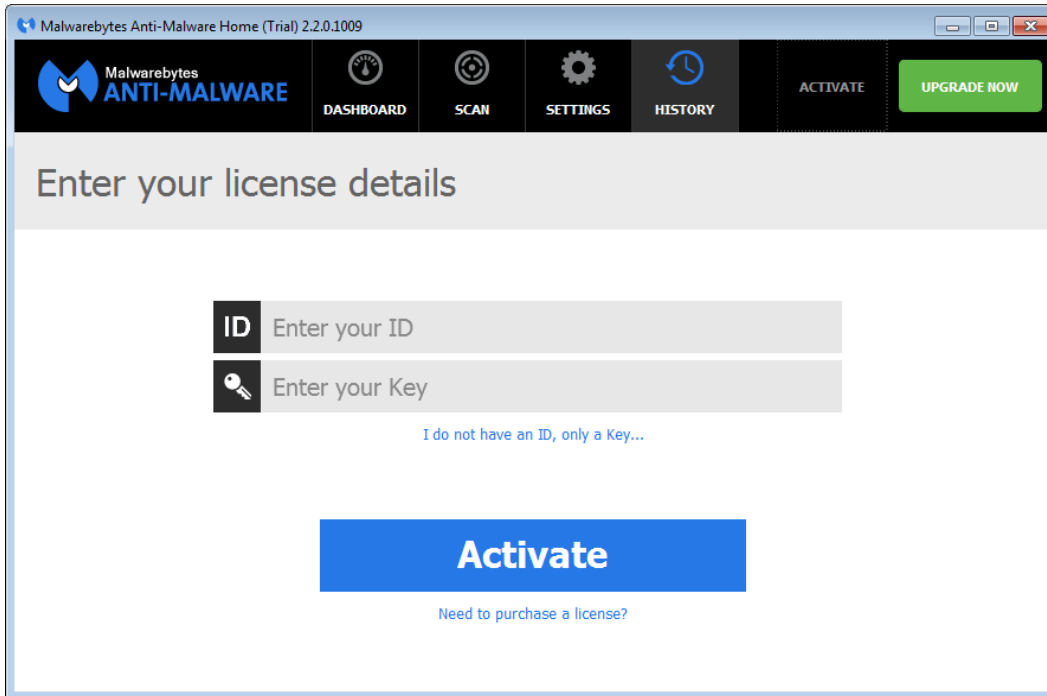 Malwarebytes Anti-Malware Home (Trial) 2.2.0.1009
Malwarebytes
ANTI-MALWARE
DASHBOARD
SCAN
SETTINGS
HISTORY
ACTIVATE
UPGRADE NOW
Enter your license details
ID Enter your ID
Enter your Key
I do not have an ID, only a Key...
Activate
Need to purchase a license?